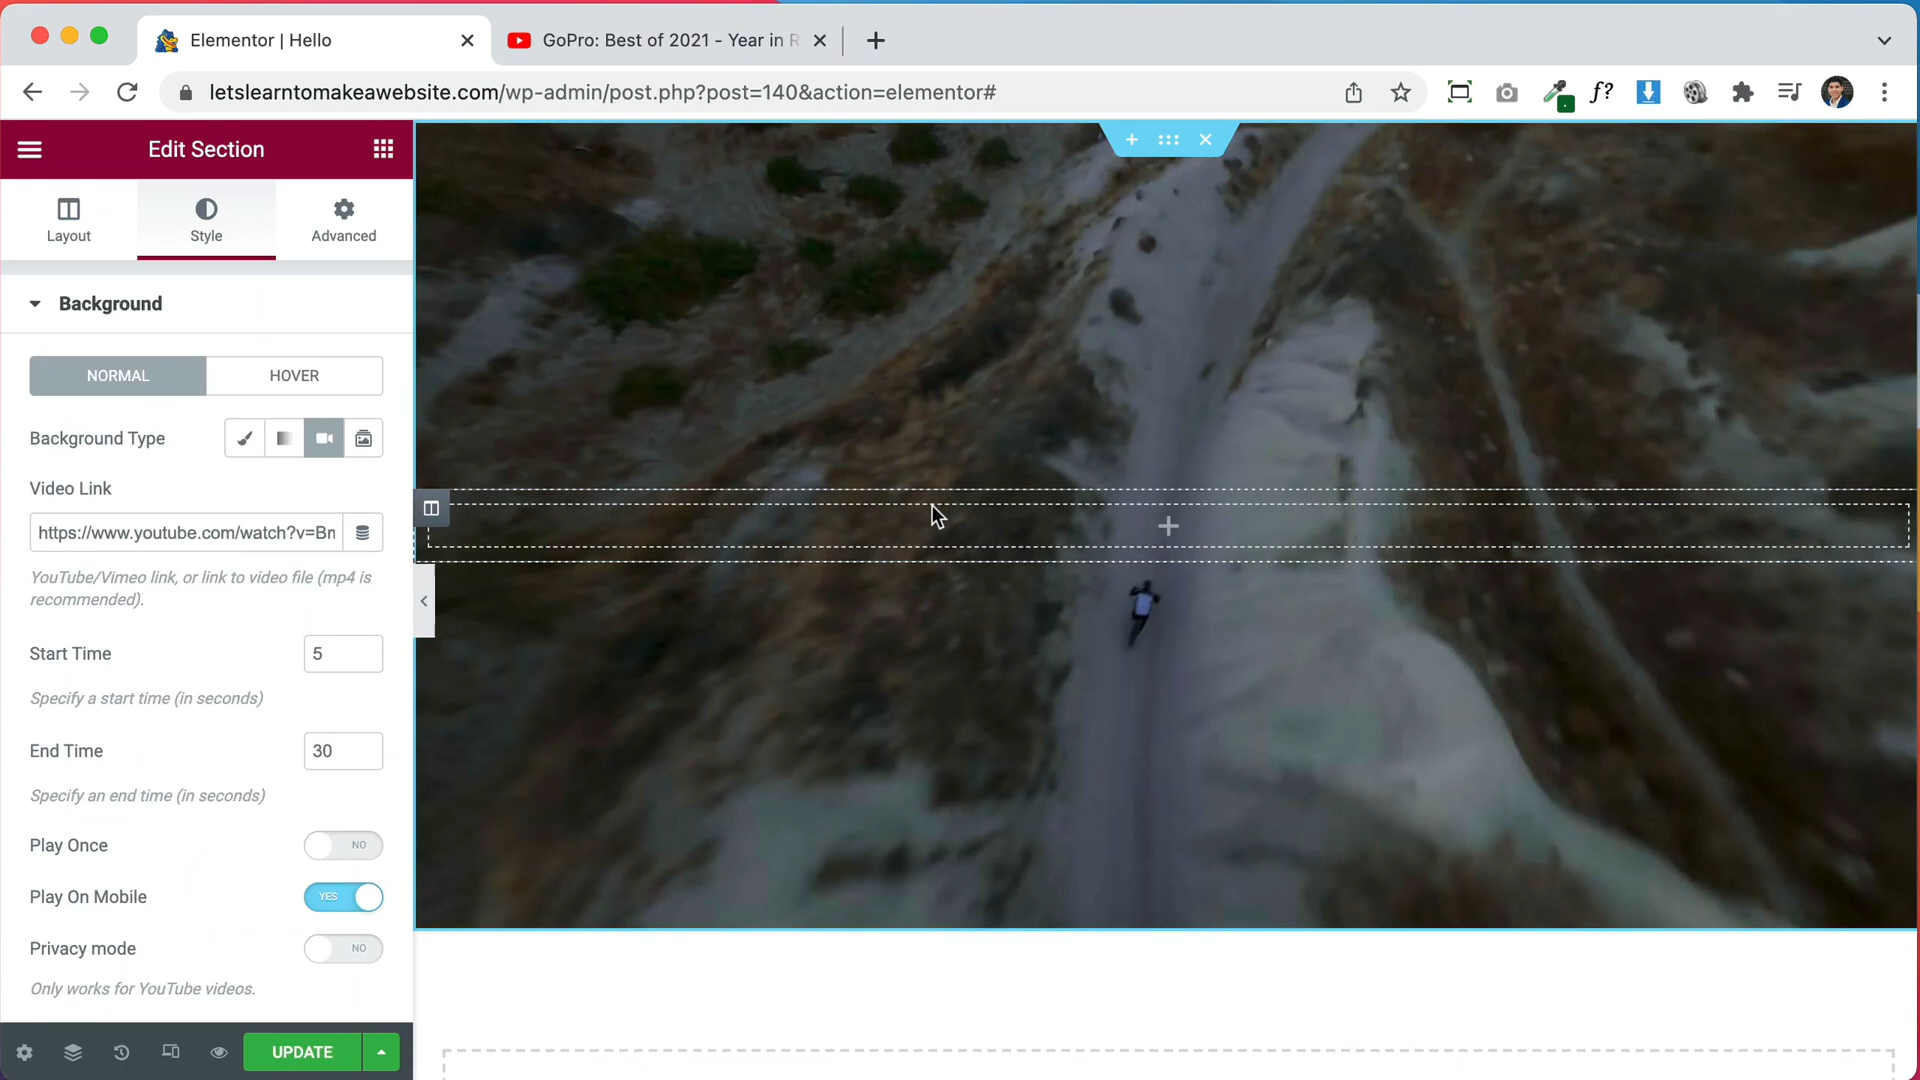 Elementor | Hello
GoPro: Best of 2021 - Year in R
letslearntomakeawebsite.com/wp-admin/post.php?post=140&action=elementor#
f?
Edit Section
Layout
Style
Advanced
Background
NORMAL
HOVER
Background Type
Video Link
https://www.youtube.com/watch?v=Bn
YouTube/Vimeo link, or link to video file (mp4 is
recommended).
Start Time
5
Specify a start time (in seconds)
End Time
30
Specify an end time (in seconds)
Play Once
NO
Play On Mobile
YES
Privacy mode
NO
Only works for YouTube videos.
UPDATE